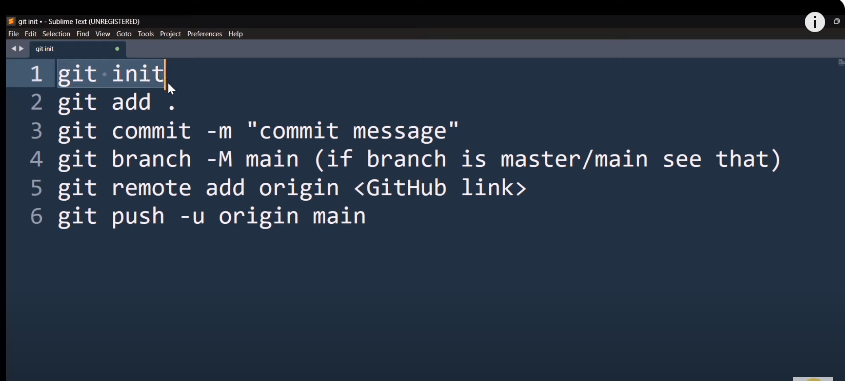 git init • - Sublime Text (UNREGISTERED)
File Edit Selection Find View Goto Tools Project Preferences Help
git init
1 git init
2 git add .
3 git commit -m "commit message"
4 git branch -M main (if branch is master/main see that)
5 git remote add origin <GitHub link>
6 git push -u origin main